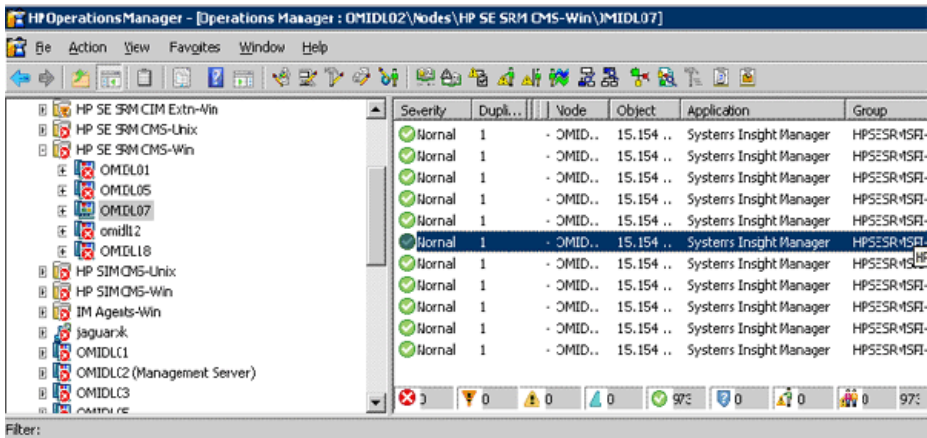 HP Operations Manager - [Operations Manager : OMIDL02\Nodes\HP SE SRM CMS-Win\OMIDL07]
File Action View Favorites Window Help
HP SE SRM CIM Extn-Win
HP SE SRM CMS-Unix
HP SE SRM CMS-Win
OMIDL01
OMIDL05
OMIDL07
omidl12
OMIDL18
HP SIM CMS-Unix
HP SIM CMS-Win
IM Agents-Win
OMIDL01
OMIDL02 (Management Server)
OMIDL03
Severity Dupli... Node Object Application Group
Normal 1 - OMID... 15.154 ... Systems Insight Manager
Normal 1 - OMID... 15.154 ... Systems Insight Manager
Normal 1 - OMID... 15.154 ... Systems Insight Manager
Normal 1 - OMID... 15.154 ... Systems Insight Manager
Normal 1 - OMID... 15.154 ... Systems Insight Manager
Normal 1 - OMID... 15.154 ... Systems Insight Manager
Normal 1 - OMID... 15.154 ... Systems Insight Manager
Normal 1 - OMID... 15.154 ... Systems Insight Manager
Normal 1 - OMID... 15.154 ... Systems Insight Manager
Normal 1 - OMID... 15.154 ... Systems Insight Manager
Normal 1 - OMID... 15.154 ... Systems Insight Manager
HP
0 0 0 0 973 0 0 0 973
Filter: